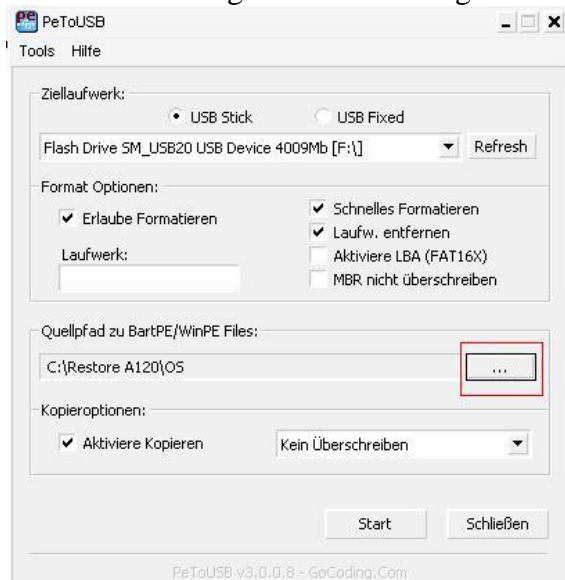 PeToUSB
Tools Hilfe
Ziellaufwerk:
USB Stick USB Fixed
Flash Drive SM_USB20 USB Device 4009Mb [F:\] Refresh
Format Optionen:
Erlaube Formatieren
Schnelles Formatieren
Laufw. entfernen
Laufwerk:
Aktiviere LBA (FAT16X)
MBR nicht überschreiben
Quellpfad zu BartPE/WinPE Files:
C:\Restore A120\OS ...
Kopieroptionen:
Aktiviere Kopieren Kein Überschreiben
Start Schließen
PeToUSB v3.0.0.8 - GoCoding.Com